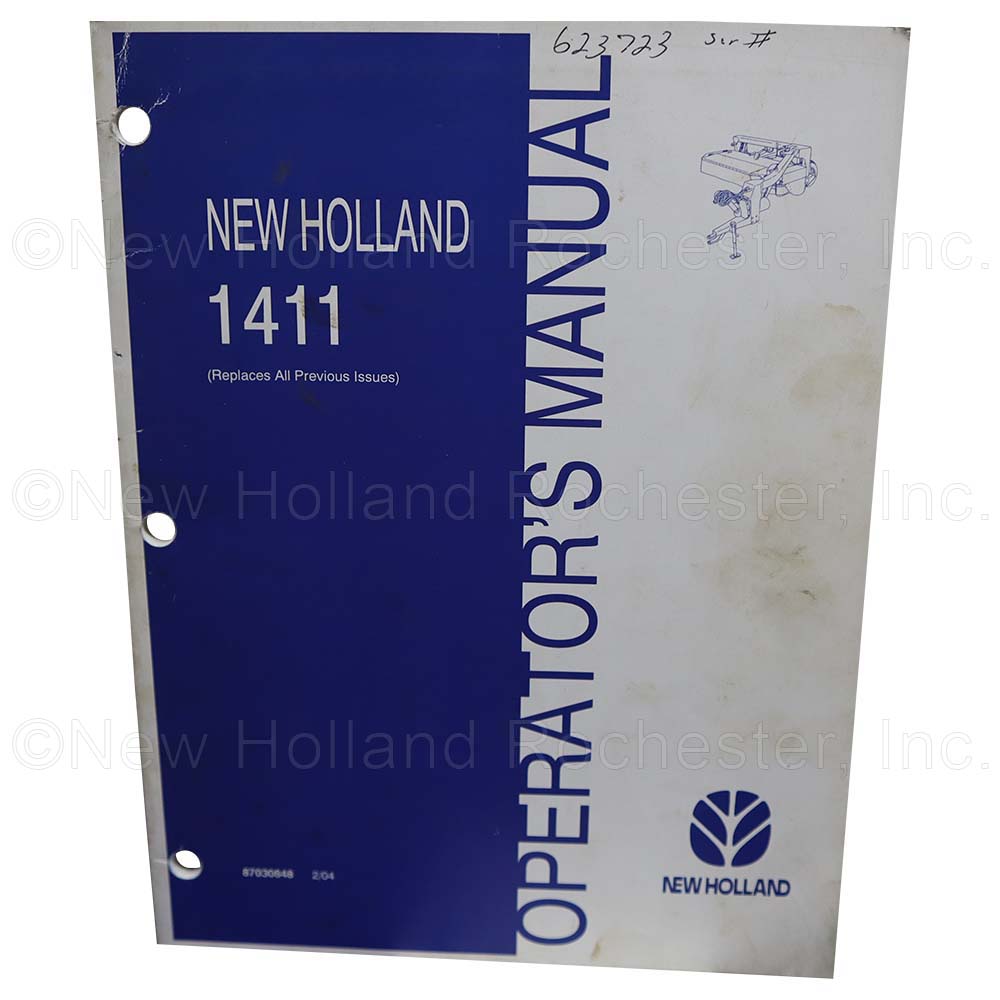 623723 Ser #
NEW HOLLAND
1411
(Replaces All Previous Issues)
OPERATOR'S MANUAL
87030648 2/04
NEW HOLLAND
©New Holland Rochester, Inc.
©New Holland Rochester, Inc.
©New Holland Rochester, Inc.